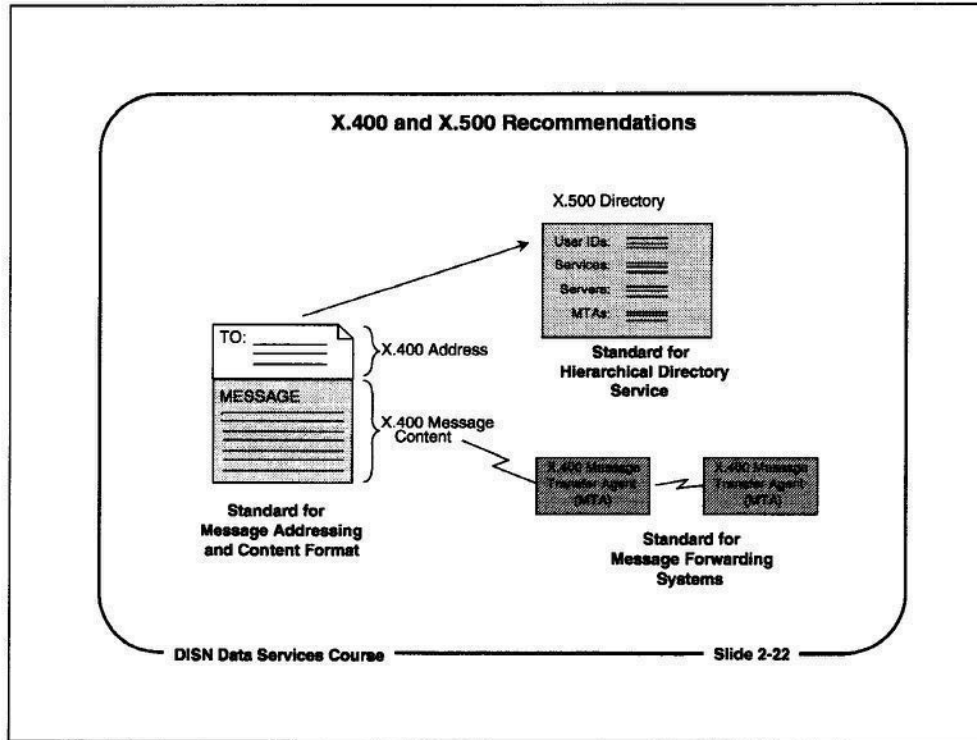 X.400 and X.500 Recommendations
X.500 Directory
User IDs:
Services:
Servers:
MTAs:
Standard for
Hierarchical Directory
Service
TO:
X.400 Address
MESSAGE
X.400 Message
Content
Standard for
Message Addressing
and Content Format
X.400 Message
Transfer Agent
(MTA)
X.400 Message
Transfer Agent
(MTA)
Standard for
Message Forwarding
Systems
DISN Data Services Course
Slide 2-22